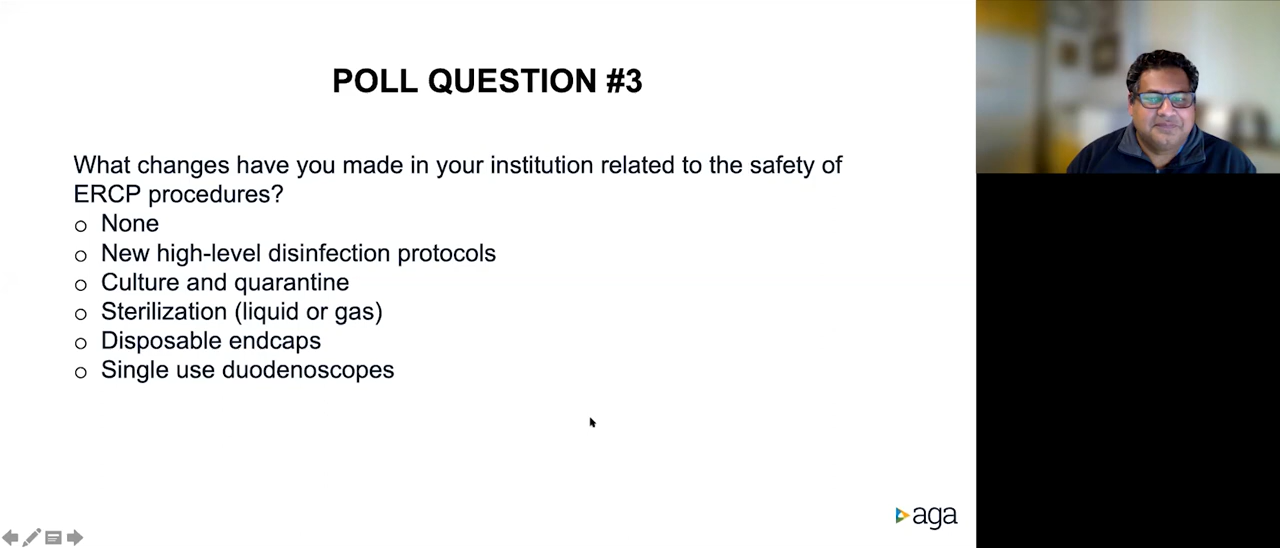 POLL QUESTION #3
What changes have you made in your institution related to the safety of
ERCP procedures?
None
New high-level disinfection protocols
Culture and quarantine
Sterilization (liquid or gas)
Disposable endcaps
Single use duodenoscopes
aga